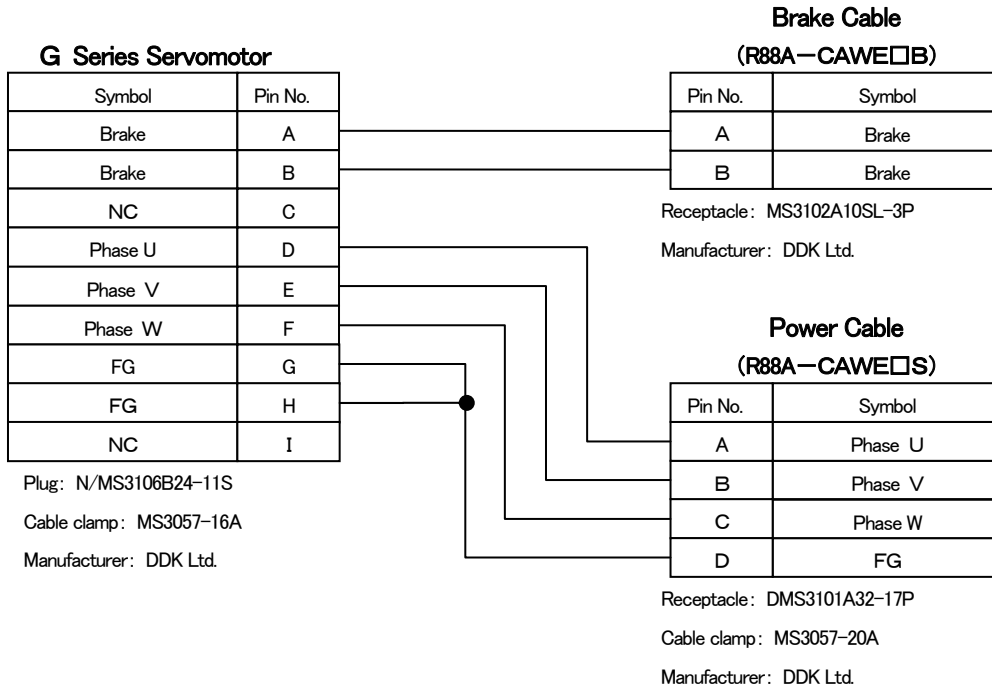 G Series Servomotor
Symbol Pin No.
Brake A
Brake B
NC C
Phase U D
Phase V E
Phase W F
FG G
FG H
NC I
Plug: N/MS3106B24-11S
Cable clamp: MS3057-16A
Manufacturer: DDK Ltd.
Brake Cable
(R88A-CAWE□B)
Pin No. Symbol
A Brake
B Brake
Receptacle: MS3102A10SL-3P
Manufacturer: DDK Ltd.
Power Cable
(R88A-CAWE□S)
Pin No. Symbol
A Phase U
B Phase V
C Phase W
D FG
Receptacle: DMS3101A32-17P
Cable clamp: MS3057-20A
Manufacturer: DDK Ltd.